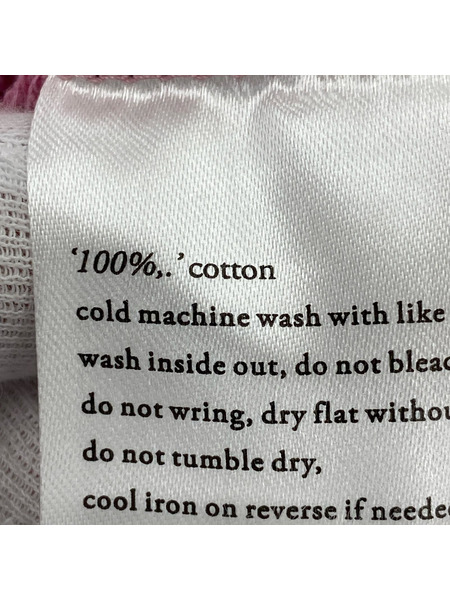 ‘100%,.’ cotton
cold machine wash with like
wash inside out, do not bleac
do not wring, dry flat withou
do not tumble dry,
cool iron on reverse if neede